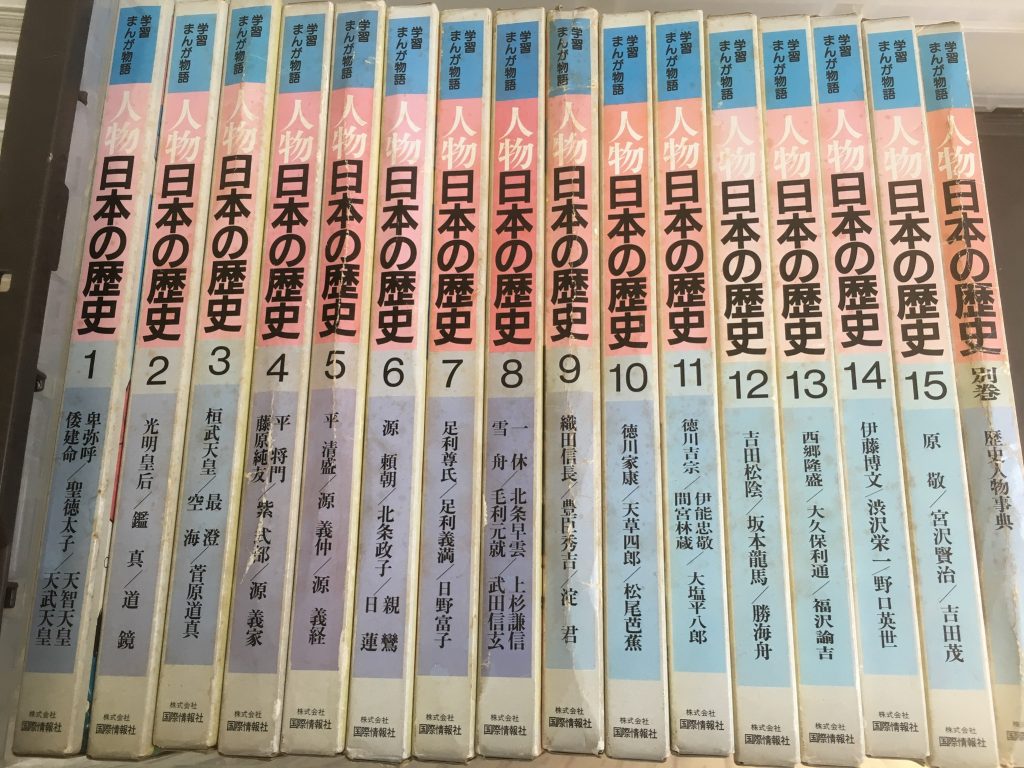 学習
まんが物語
人物
日本の歴史
1
卑弥呼
倭建命／聖徳太子／天智天皇
天武天皇
学習
まんが物語
人物
日本の歴史
2
光明皇后／鑑真／道鏡
株式会社
国際情報社
学習
まんが物語
人物
日本の歴史
3
桓武天皇／最澄
空海／菅原道真
株式会社
国際情報社
学習
まんが物語
人物
日本の歴史
4
平将門
藤原純友／紫式部／源義家
株式会社
国際情報社
学習
まんが物語
人物
日本の歴史
5
平清盛／源義仲／源義経
株式会社
国際情報社
学習
まんが物語
人物
日本の歴史
6
源頼朝／北条政子／親鸞
日蓮
株式会社
国際情報社
学習
まんが物語
人物
日本の歴史
7
足利尊氏／足利義満／日野富子
株式会社
国際情報社
学習
まんが物語
人物
日本の歴史
8
一休
雪舟／北条早雲
毛利元就／上杉謙信
武田信玄
株式会社
国際情報社
学習
まんが物語
人物
日本の歴史
9
織田信長／豊臣秀吉／淀君
株式会社
国際情報社
学習
まんが物語
人物
日本の歴史
10
徳川家康／天草四郎／松尾芭蕉
株式会社
国際情報社
学習
まんが物語
人物
日本の歴史
11
徳川吉宗／伊能忠敬
間宮林蔵／大塩平八郎
株式会社
国際情報社
学習
まんが物語
人物
日本の歴史
12
吉田松陰／坂本龍馬／勝海舟
株式会社
国際情報社
学習
まんが物語
人物
日本の歴史
13
西郷隆盛／大久保利通／福沢諭吉
株式会社
国際情報社
学習
まんが物語
人物
日本の歴史
14
伊藤博文／渋沢栄一／野口英世
株式会社
国際情報社
学習
まんが物語
人物
日本の歴史
15
原敬／宮沢賢治／吉田茂
株式会社
国際情報社
学習
まんが物語
人物
日本の歴史
別巻
歴史人物事典